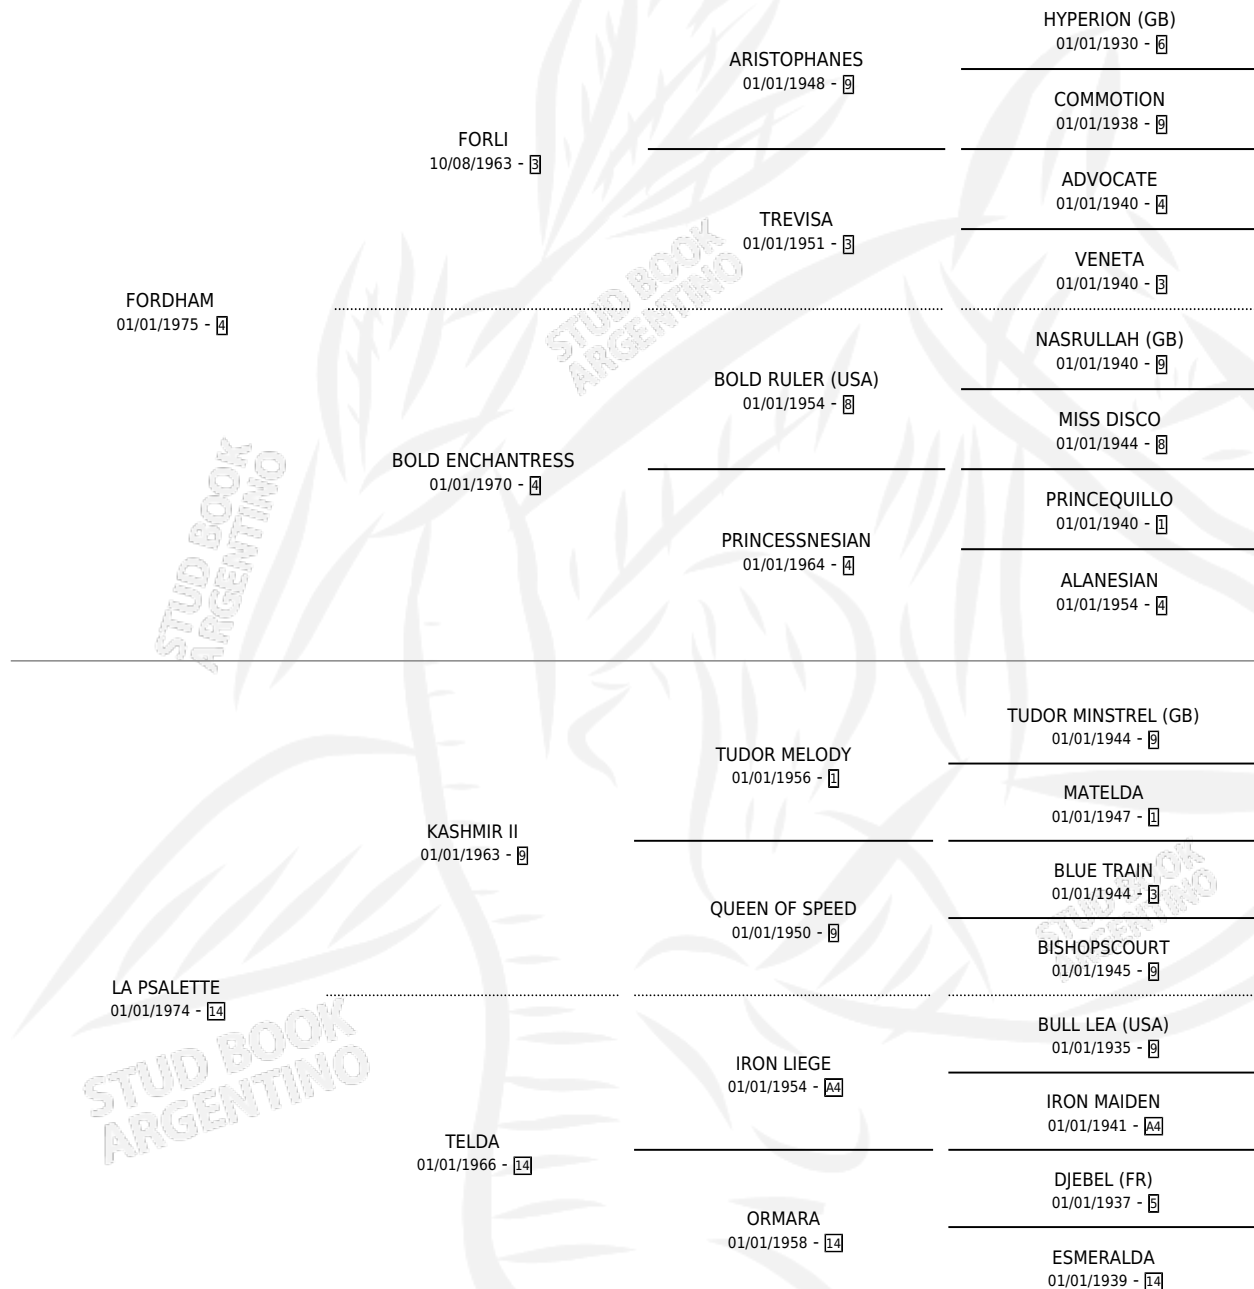 HYPERION (GB)
01/01/1930 - 6
ARISTOPHANES
01/01/1948 - 9
COMMOTION
01/01/1938 - 9
FORLI
10/08/1963 - 3
ADVOCATE
01/01/1940 - 4
TREVISA
01/01/1951 - 3
VENETA
01/01/1940 - 3
FORDHAM
01/01/1975 - 4
STUD BOOK
ARGENTINO
NASRULLAH (GB)
01/01/1940 - 9
BOLD RULER (USA)
01/01/1954 - 8
MISS DISCO
01/01/1944 - 8
BOLD ENCHANTRESS
01/01/1970 - 4
PRINCEQUILLO
01/01/1940 - 1
PRINCESSNESIAN
01/01/1964 - 4
ALANESIAN
01/01/1954 - 4
STUD BOOK
ARGENTINO
TUDOR MINSTREL (GB)
01/01/1944 - 9
TUDOR MELODY
01/01/1956 - 1
MATELDA
01/01/1947 - 1
KASHMIR II
01/01/1963 - 9
BLUE TRAIN
01/01/1944 - 3
QUEEN OF SPEED
01/01/1950 - 9
STUD BOOK
ARGENTINO
BISHOPSCOURT
01/01/1945 - 9
LA PSALETTE
01/01/1974 - 14
BULL LEA (USA)
01/01/1935 - 9
IRON LIEGE
01/01/1954 - A4
STUD BOOK
ARGENTINO
IRON MAIDEN
01/01/1941 - A4
TELDA
01/01/1966 - 14
DJEBEL (FR)
01/01/1937 - 5
ORMARA
01/01/1958 - 14
ESMERALDA
01/01/1939 - 14